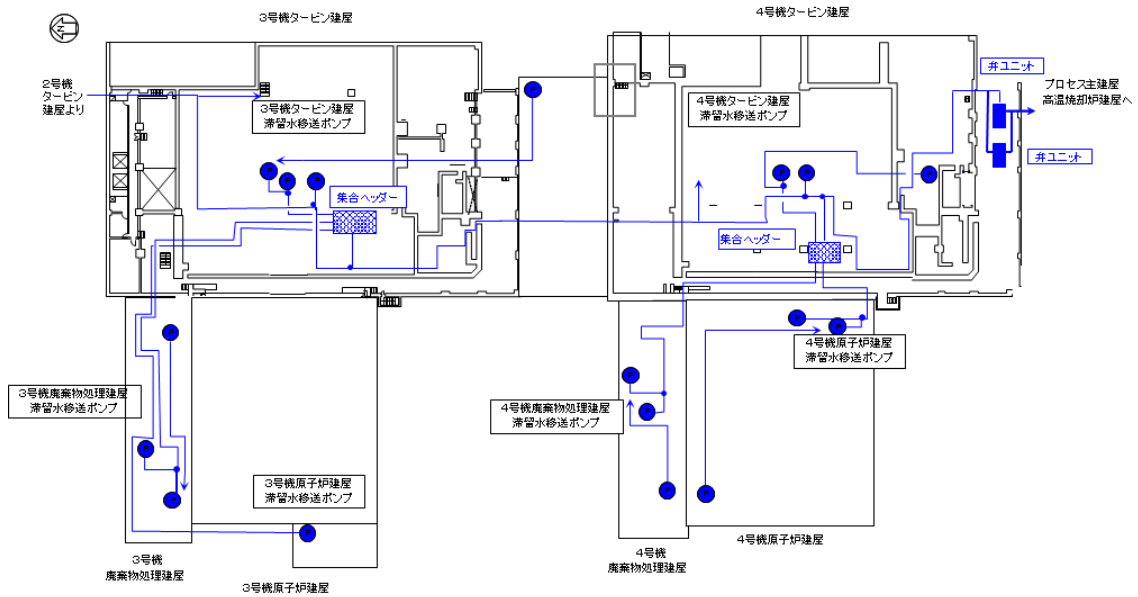 3号機タービン建屋
4号機タービン建屋
N
2号機
タービン
建屋より
3号機タービン建屋
滞留水移送ポンプ
4号機タービン建屋
滞留水移送ポンプ
弁ユニット
プロセス主建屋
高温焼却炉建屋へ
弁ユニット
P
P
P
P
P
P
P
集合ヘッダー
集合ヘッダー
P
P
P
4号機原子炉建屋
滞留水移送ポンプ
P
3号機廃棄物処理建屋
滞留水移送ポンプ
4号機廃棄物処理建屋
滞留水移送ポンプ
P
P
P
P
P
3号機原子炉建屋
滞留水移送ポンプ
P
3号機
廃棄物処理建屋
4号機
廃棄物処理建屋
4号機原子炉建屋
3号機原子炉建屋